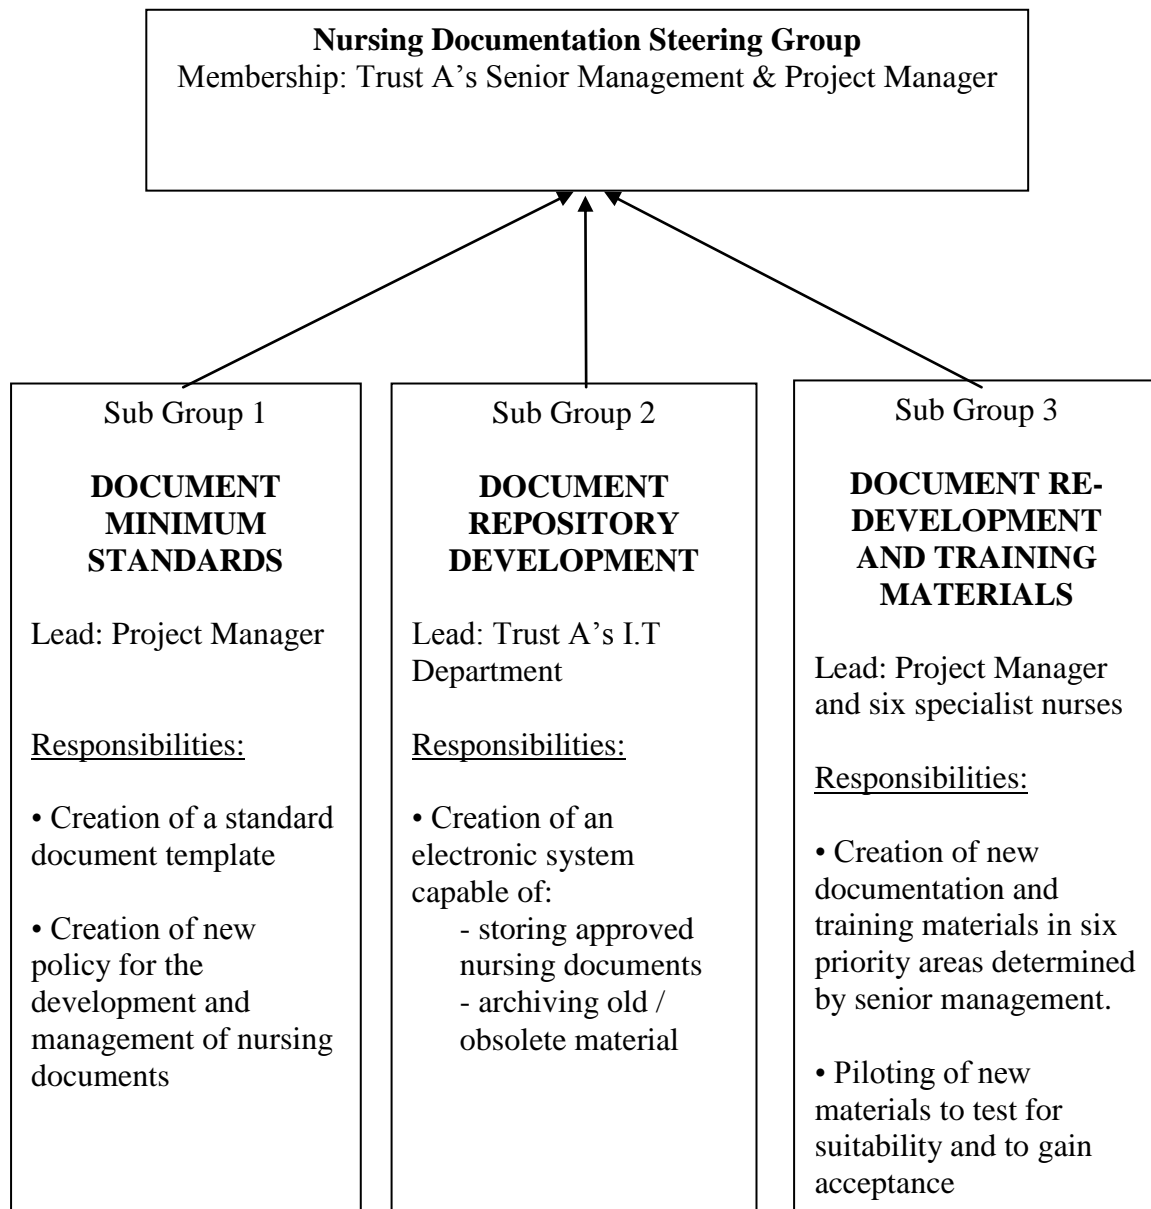 Nursing Documentation Steering Group
Membership: Trust A’s Senior Management & Project Manager
Sub Group 1
DOCUMENT
MINIMUM
STANDARDS
Lead: Project Manager
Responsibilities:
• Creation of a standard
document template
• Creation of new
policy for the
development and
management of nursing
documents
Sub Group 2
DOCUMENT
REPOSITORY
DEVELOPMENT
Lead: Trust A’s I.T
Department
Responsibilities:
• Creation of an
electronic system
capable of:
- storing approved
nursing documents
- archiving old /
obsolete material
Sub Group 3
DOCUMENT RE-
DEVELOPMENT
AND TRAINING
MATERIALS
Lead: Project Manager
and six specialist nurses
Responsibilities:
• Creation of new
documentation and
training materials in six
priority areas determined
by senior management.
• Piloting of new
materials to test for
suitability and to gain
acceptance